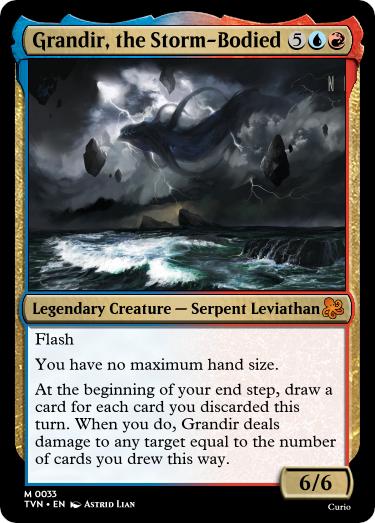 Grandir, the Storm-Bodied 5
N
Legendary Creature — Serpent Leviathan
Flash
You have no maximum hand size.
At the beginning of your end step, draw a
card for each card you discarded this
turn. When you do, Grandir deals
damage to any target equal to the number
of cards you drew this way.
6/6
M 0033
TVN • EN Astrid Lian
Curio